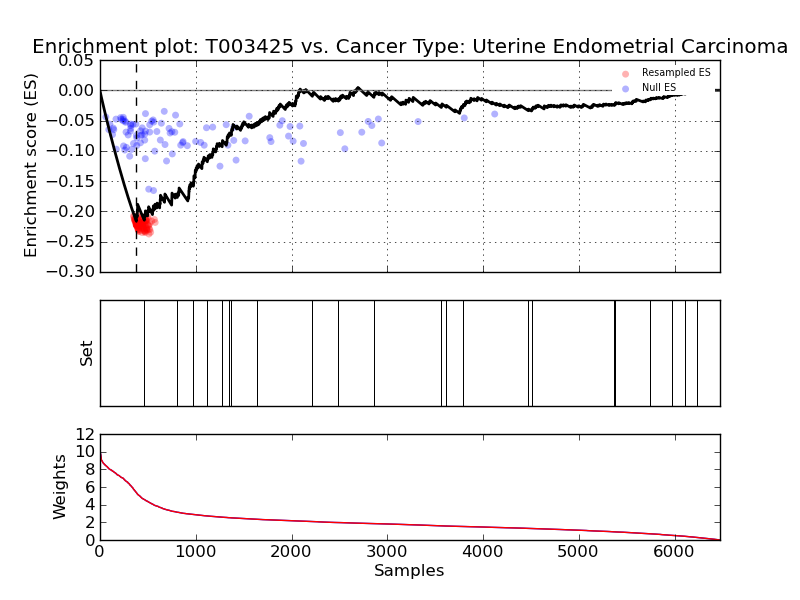 Enrichment plot: T003425 vs. Cancer Type: Uterine Endometrial Carcinoma
0.05
0.00
−0.05
−0.10
−0.15
−0.20
−0.25
−0.30
Enrichment score (ES)
Resampled ES
Null ES
Set
12
10
8
6
4
2
0
Weights
0 1000 2000 3000 4000 5000 6000
Samples